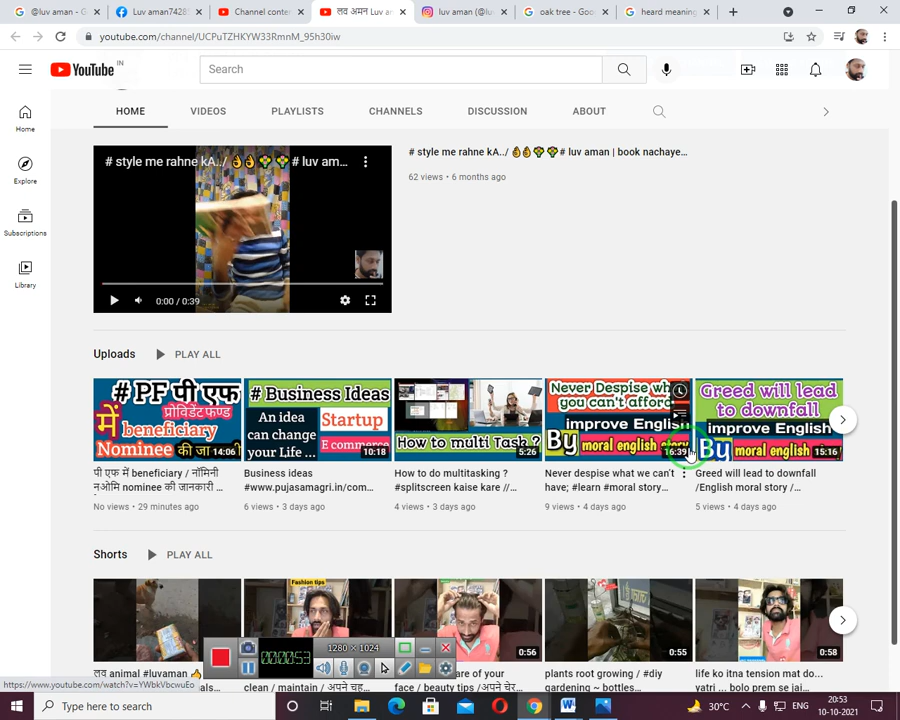 @luv aman - G
Luv aman7428
Channel conte
लव अमन Luv a
luv aman (@lu
oak tree - Goo
heard meaning
youtube.com/channel/UCPuTZHKYW33RmnM_95h30iw
YouTube IN
Search
HOME VIDEOS PLAYLISTS CHANNELS DISCUSSION ABOUT
Home
Explore
Subscriptions
Library
# style me rahne kA../ 👌👌💐💐# luv am...
0:00 / 0:39
# style me rahne kA../ 👌👌💐💐# luv aman | book nachaye...
62 views • 6 months ago
Uploads PLAY ALL
# PF पी एफ
में प्रोविडेंट फण्ड
beneficiary
Nominee की जा
14:06
# Business Ideas
An idea
can change
your Life ...
Startup
E commerce
10:18
How to multi Task ?
5:26
Never Despise wh
you can't afford
improve Englis
By moral english story
16:39
Greed will lead
to downfall
improve English
By moral english
15:16
पी एफ में beneficiary / नॉमिनी
नओमि nominee की जानकारी ...
No views • 29 minutes ago
Business ideas
#www.pujasamagri.in/com...
6 views • 3 days ago
How to do multitasking ?
#splitscreen kaise kare //...
4 views • 3 days ago
Never despise what we can't
have; #learn #moral story...
9 views • 4 days ago
Greed will lead to downfall
/English moral story /...
5 views • 4 days ago
Shorts PLAY ALL
Fashion tips
0:56
0:55
0:58
लव animal #luvaman 👍
clean / maintain / अपने चह
are of your
face / beauty tips /अपने चेर...
plants root growing / #diy
gardening ~ bottles...
life ko itna tension mat do...
yatri ... bolo prem se jai...
1280 × 1024
00:00:53
https://www.youtube.com/watch?v=YWbkVbcwuEo
Type here to search
30°C
ENG
20:53
10-10-2021